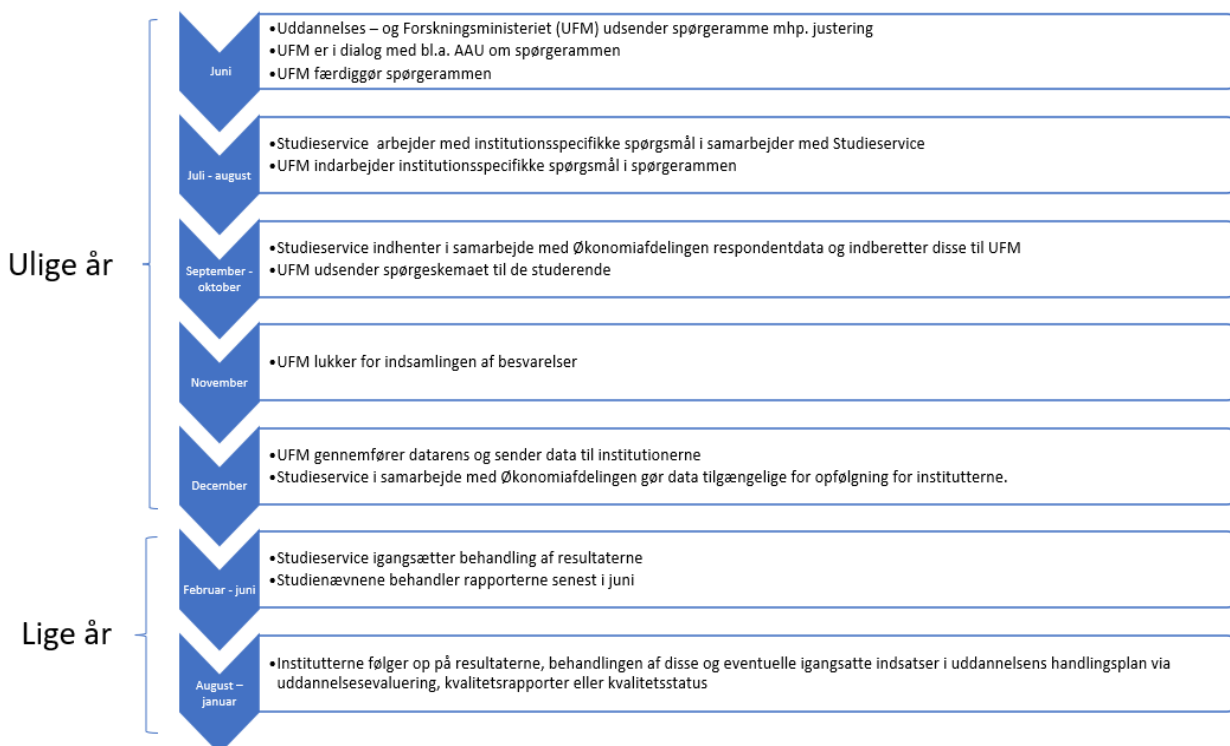 Ulige år
Juni
•Uddannelses – og Forskningsministeriet (UFM) udsender spørgeramme mhp. justering
•UFM er i dialog med bl.a. AAU om spørgerammen
•UFM færdiggør spørgerammen
Juli - august
•Studieservice  arbejder med institutionsspecifikke spørgsmål i samarbejder med Studieservice
•UFM indarbejder institutionsspecifikke spørgsmål i spørgerammen
September -
oktober
•Studieservice indhenter i samarbejde med Økonomiafdelingen respondentdata og indberetter disse til UFM
•UFM udsender spørgeskemaet til de studerende
November
•UFM lukker for indsamlingen af besvarelser
December
•UFM gennemfører datarens og sender data til institutionerne
•Studieservice i samarbejde med Økonomiafdelingen gør data tilgængelige for opfølgning for institutterne.
Lige år
Februar - juni
•Studieservice igangsætter behandling af resultaterne
•Studienævnene behandler rapporterne senest i juni
August –
januar
•Institutterne følger op på resultaterne, behandlingen af disse og eventuelle igangsatte indsatser i uddannelsens handlingsplan via
uddannelsesevaluering, kvalitetsrapporter eller kvalitetsstatus